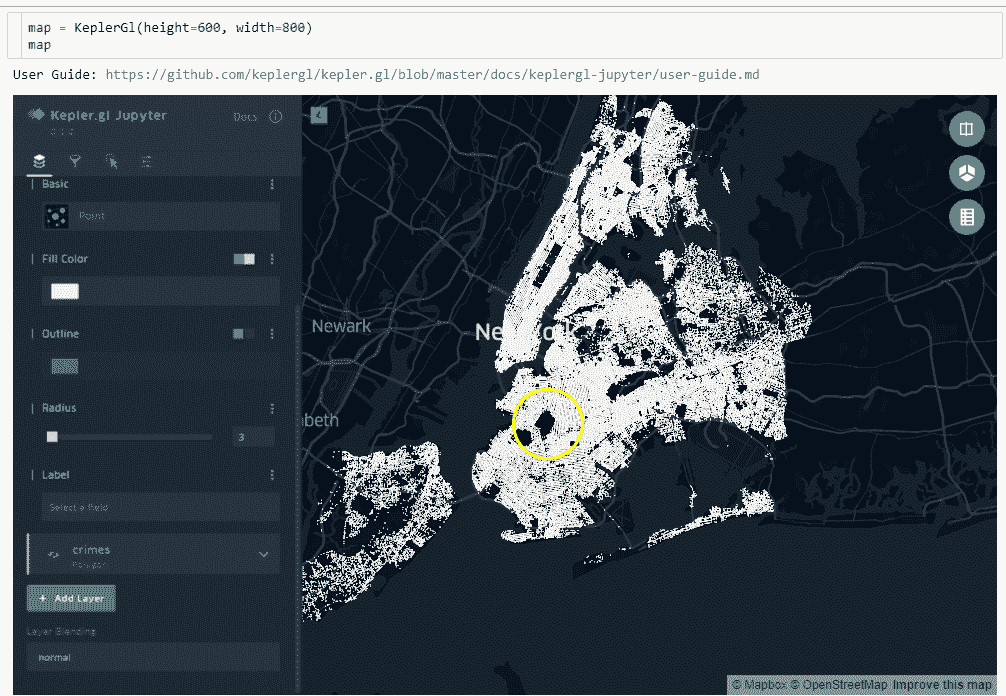 map = KeplerGl(height=600, width=800)
map
User Guide: https://github.com/keplergl/kepler.gl/blob/master/docs/keplergl-jupyter/user-guide.md
Kepler.gl Jupyter
Docs
Basic
Point
Fill Color
Outline
Radius
3
Label
Select a field
crimes
Polygon
+ Add Layer
Layer Blending
normal
Newark
New York
beth
© Mapbox © OpenStreetMap Improve this map